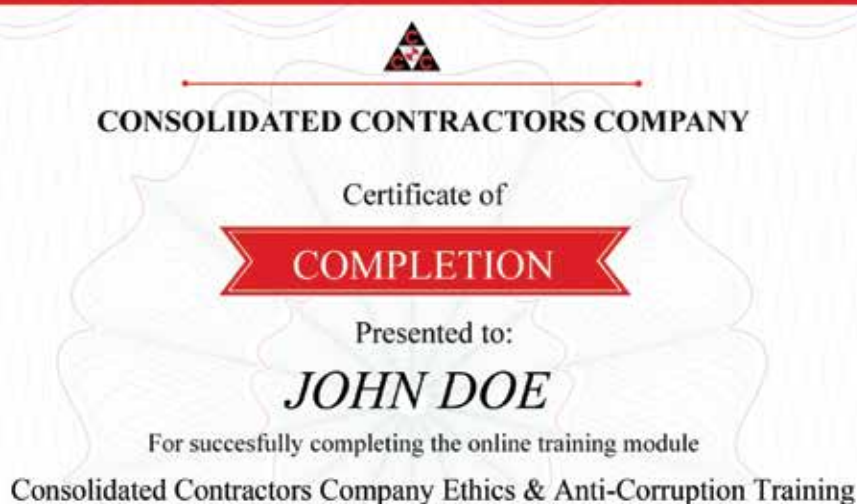 C
C C
CONSOLIDATED CONTRACTORS COMPANY
Certificate of
COMPLETION
Presented to:
JOHN DOE
For succesfully completing the online training module
Consolidated Contractors Company Ethics & Anti-Corruption Training